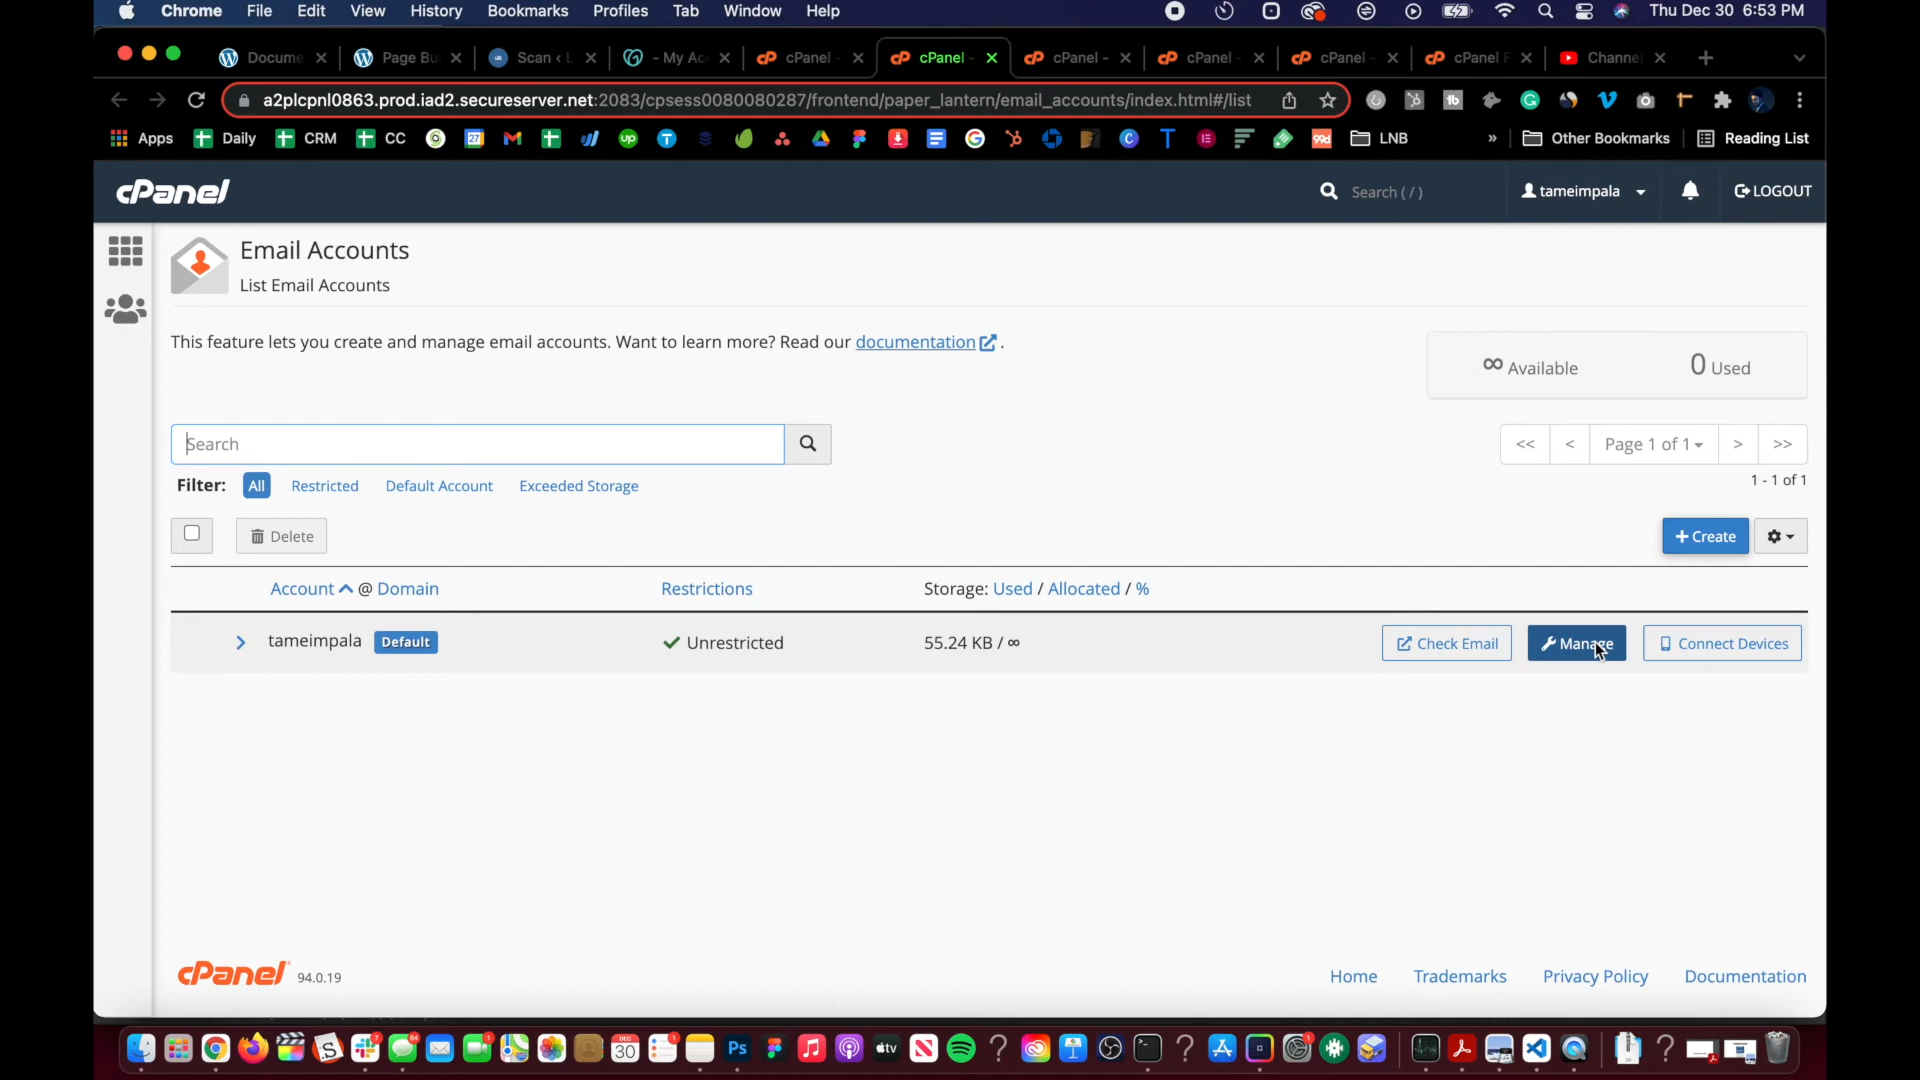 Chrome File Edit View History Bookmarks Profiles Tab Window Help Thu Dec 30 6:53 PM
Docume Page Bu Scan ‹ L - My Ac cPanel - cPanel - cPanel - cPanel - cPanel - cPanel F Channel
a2plcpnl0863.prod.iad2.secureserver.net:2083/cpsess0080080287/frontend/paper_lantern/email_accounts/index.html#/list
Apps Daily CRM CC LNB » Other Bookmarks Reading List
cPanel Search ( / ) tameimpala LOGOUT
Email Accounts
List Email Accounts
This feature lets you create and manage email accounts. Want to learn more? Read our documentation .
∞ Available 0 Used
Search << < Page 1 of 1 > >>
Filter: All Restricted Default Account Exceeded Storage 1 - 1 of 1
Delete + Create
Account @ Domain Restrictions Storage: Used / Allocated / %
tameimpala Default Unrestricted 55.24 KB / ∞ Check Email Manage Connect Devices
cPanel 94.0.19 Home Trademarks Privacy Policy Documentation